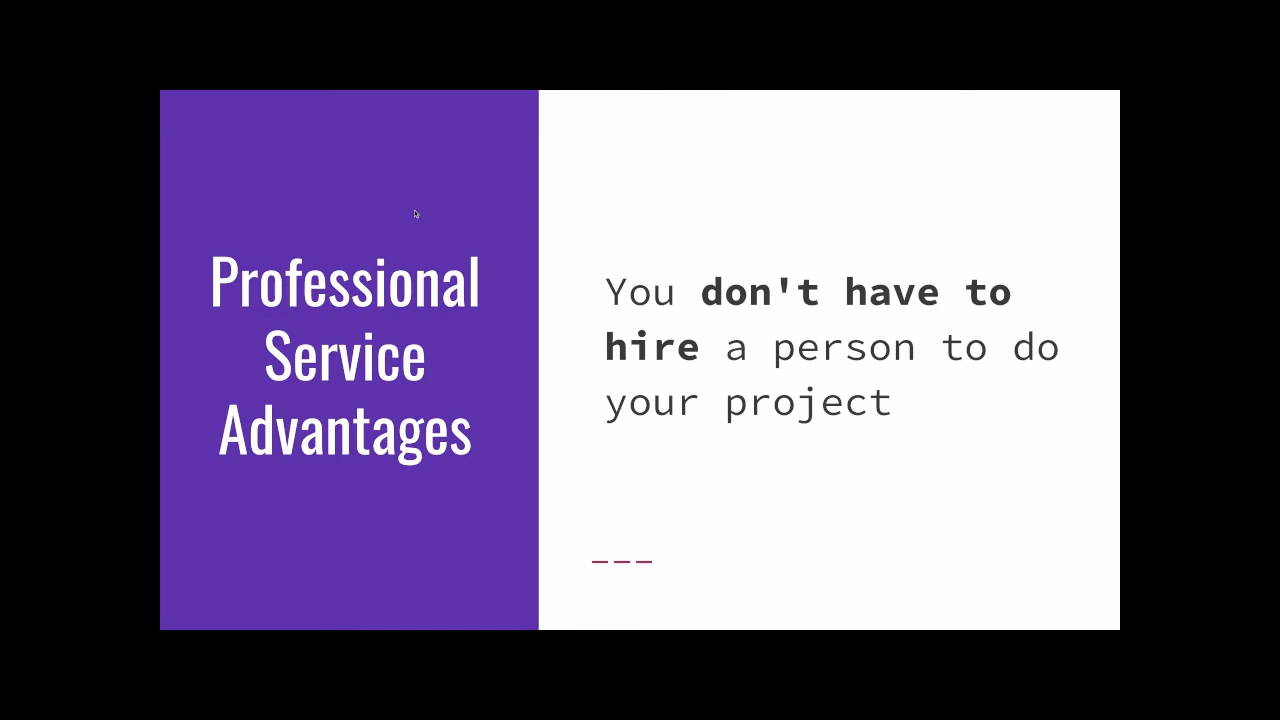 Professional
Service
Advantages
You don't have to
hire a person to do
your project